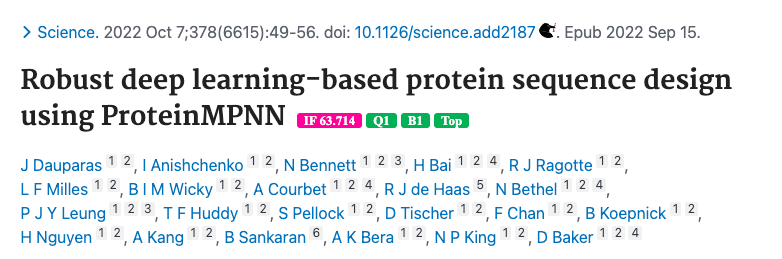 > Science. 2022 Oct 7;378(6615):49-56. doi: 10.1126/science.add2187 . Epub 2022 Sep 15.
Robust deep learning-based protein sequence design
using ProteinMPNN IF 63.714 Q1 B1 Top
J Dauparas 1 2, I Anishchenko 1 2, N Bennett 1 2 3, H Bai 1 2 4, R J Ragotte 1 2,
L F Milles 1 2, B I M Wicky 1 2, A Courbet 1 2 4, R J de Haas 5, N Bethel 1 2 4,
P J Y Leung 1 2 3, T F Huddy 1 2, S Pellock 1 2, D Tischer 1 2, F Chan 1 2, B Koepnick 1 2,
H Nguyen 1 2, A Kang 1 2, B Sankaran 6, A K Bera 1 2, N P King 1 2, D Baker 1 2 4